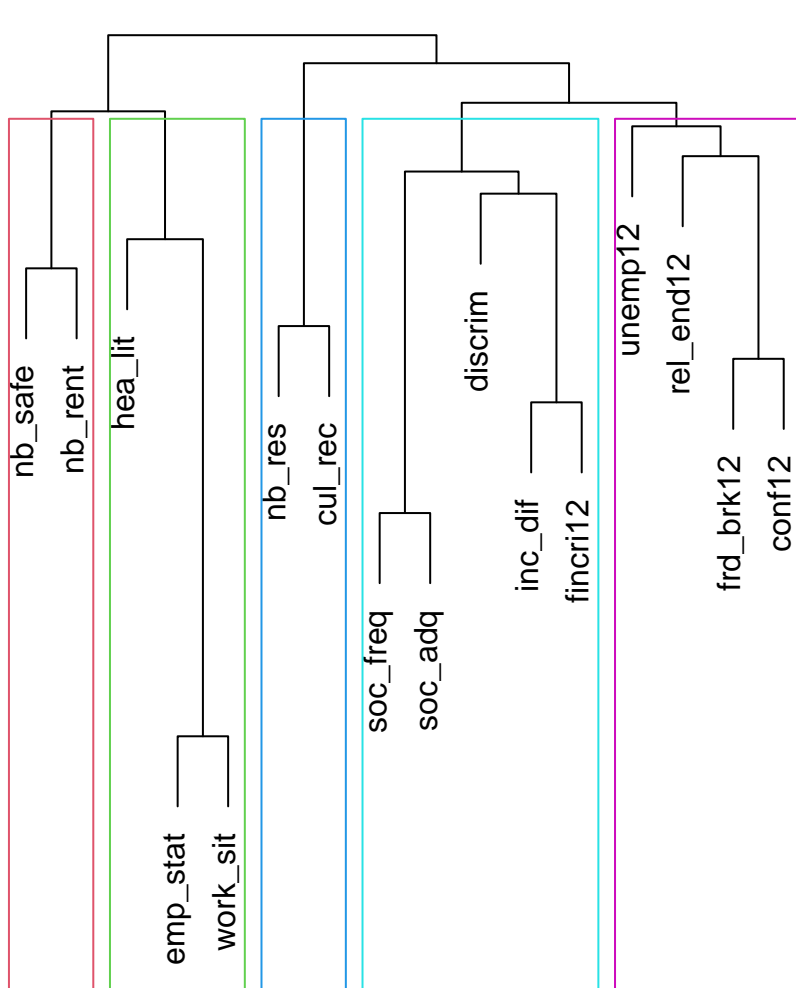 nb_safe
nb_rent
hea_lit
emp_stat
work_sit
nb_res
cul_rec
soc_freq
soc_adq
discrim
inc_dif
fincri12
unemp12
rel_end12
frd_brk12
conf12